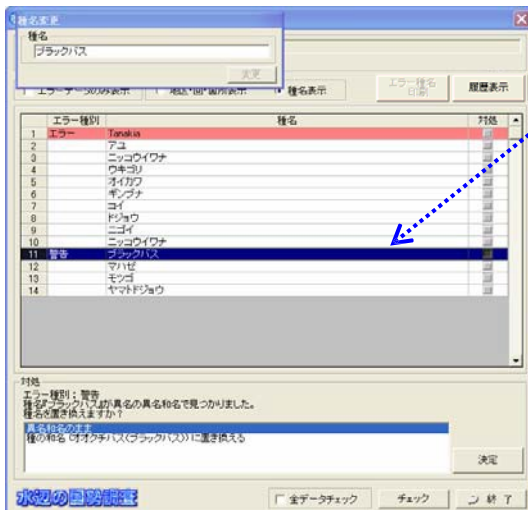 種名変更
種名
ブラックバス
変更
エラーデータのみ表示 地区・回・箇所表示 種名表示 エラー種名印刷 履歴表示
エラー種別 種名 対処
1 エラー Tanakia
2 アユ
3 ニッコウイワナ
4 ウキゴリ
5 オイカワ
6 ギンブナ
7 コイ
8 ドジョウ
9 ニゴイ
10 ニッコウイワナ
11 警告 ブラックバス
12 マハゼ
13 モツゴ
14 ヤマトドジョウ
対処
エラー種別:警告
種名『ブラックバス』が異名の異名和名で見つかりました。
種名を置き換えますか?
異名和名のまま
種の和名(オオクチバス(ブラックバス))に置き換える
決定
水辺の国勢調査 全データチェック チェック 終了